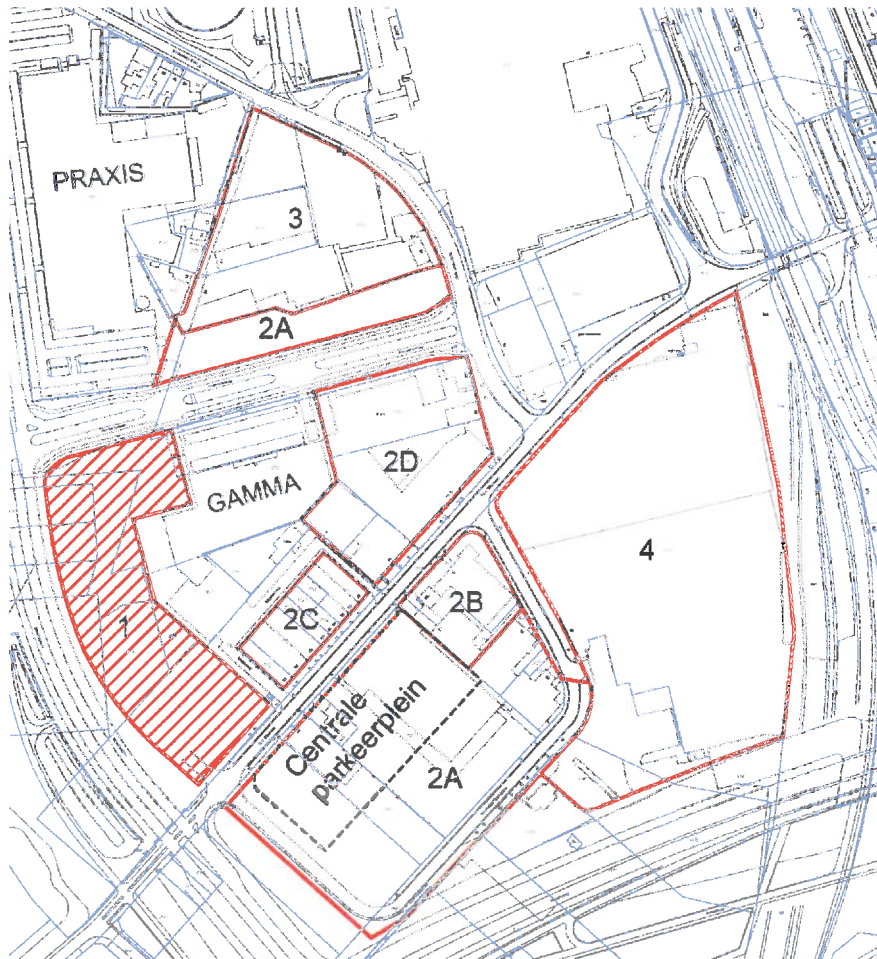 PRAXIS
3
2A
2D
GAMMA
4
2B
1
2C
Centrale
parkeerplein
2A